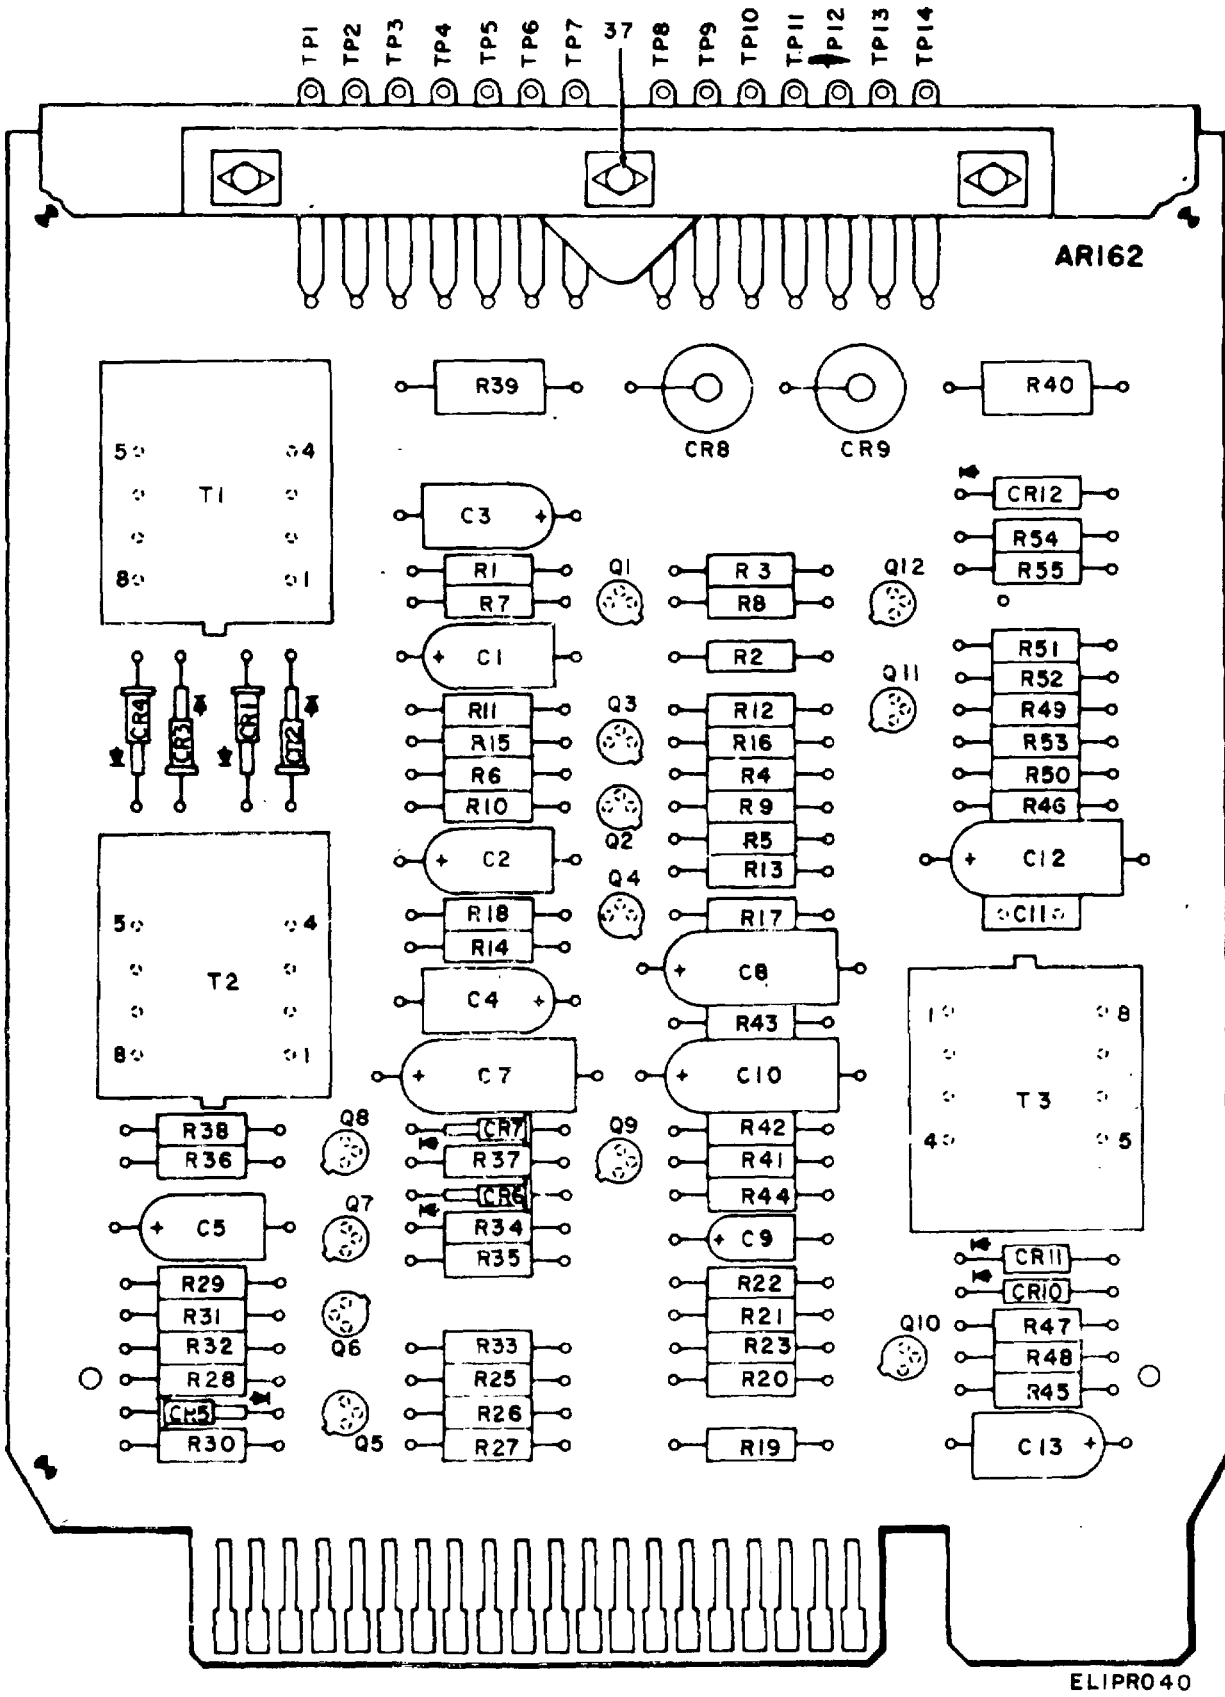 TP1 TP2 TP3 TP4 TP5 TP6 TP7 37 TP8 TP9 TP10 TP11 TP12 TP13 TP14
AR162
R39 CR8 CR9 R40
T1
5 4
8 1
C3
CR12
R54
R1 Q1 R3 Q12
R55
R7 R8
C1 R2
R51
R52
Q11
CR4 CR3 CR1
R11 Q3 R12 R49
R15 R16 R53
R6 R4 R50
R10 Q2 R9 R46
R5
C2 R13 C12
Q4
R18 R17 C11
R14
T2
5 4
8 1
C8
C4
R43
T3
1 8
4 5
C7 C10
R38 Q8 CR7 Q9 R42
R36 R37 R41
CR6 R44
C5 Q7 R34 C9
R35
CR11
R29 R22 CR10
R31 Q6 R21 Q10 R47
R32 R33 R23 R48
R28 R25 R20 R45
CR5 Q5 R26
R30 R27 R19 C13
ELIPRO40